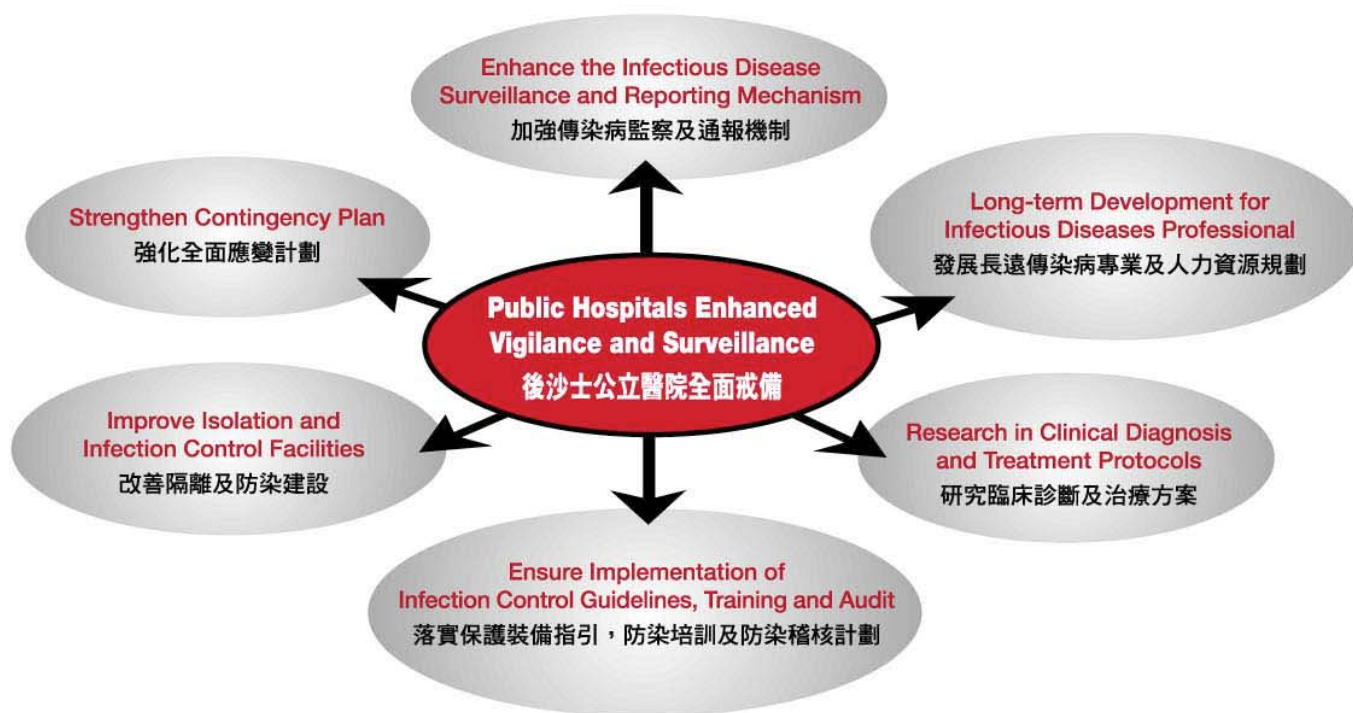 Enhance the Infectious Disease
Surveillance and Reporting Mechanism
加強傳染病監察及通報機制
Strengthen Contingency Plan
強化全面應變計劃
Long-term Development for
Infectious Diseases Professional
發展長遠傳染病專業及人力資源規劃
Public Hospitals Enhanced
Vigilance and Surveillance
後沙士公立醫院全面戒備
Improve Isolation and
Infection Control Facilities
改善隔離及防染建設
Research in Clinical Diagnosis
and Treatment Protocols
研究臨床診斷及治療方案
Ensure Implementation of
Infection Control Guidelines, Training and Audit
落實保護裝備指引，防染培訓及防染稽核計劃